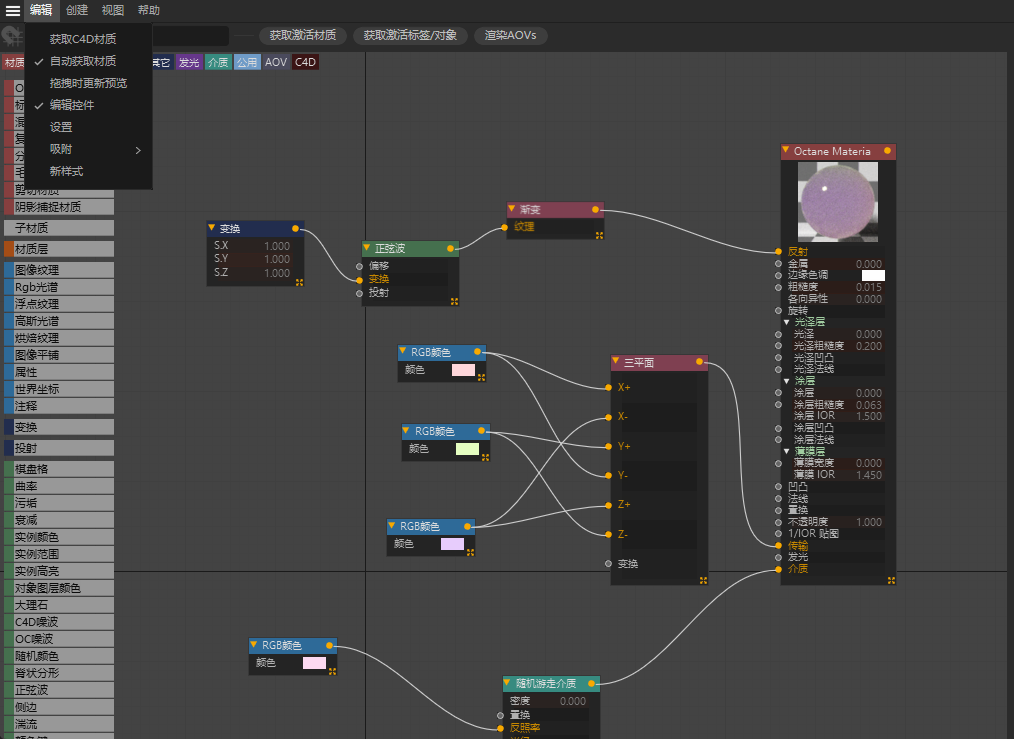 编辑 创建 视图 帮助
获取C4D材质
自动获取材质
拖拽时更新预览
编辑控件
设置
吸附
新样式
获取激活材质 获取激活标签/对象 渲染AOVs
材质 其它 发光 介质 公用 AOV C4D
剪切材质
阴影捕捉材质
子材质
材质层
图像纹理
Rgb光谱
浮点纹理
高斯光谱
烘焙纹理
图像平铺
属性
世界坐标
注释
变换
投射
棋盘格
曲率
污垢
衰减
实例颜色
实例范围
实例高亮
对象图层颜色
大理石
C4D噪波
OC噪波
随机颜色
脊状分形
正弦波
侧边
湍流
变换
S.X 1.000
S.Y 1.000
S.Z 1.000
正弦波
偏移
变换
投射
渐变
纹理
RGB颜色
颜色
RGB颜色
颜色
RGB颜色
颜色
三平面
X+
X-
Y+
Y-
Z+
Z-
变换
RGB颜色
颜色
随机游走介质
密度 0.000
置换
反照率
Octane Materia
反射
金属 0.000
边缘色调
粗糙度 0.015
各向异性 0.000
旋转
光泽层
光泽 0.000
光泽粗糙度 0.200
光泽凹凸
光泽法线
涂层
涂层 0.000
涂层粗糙度 0.063
涂层 IOR 1.500
涂层凹凸
涂层法线
薄膜层
薄膜宽度 0.000
薄膜 IOR 1.450
凹凸
法线
置换
不透明度 1.000
1/IOR 贴图
传输
发光
介质